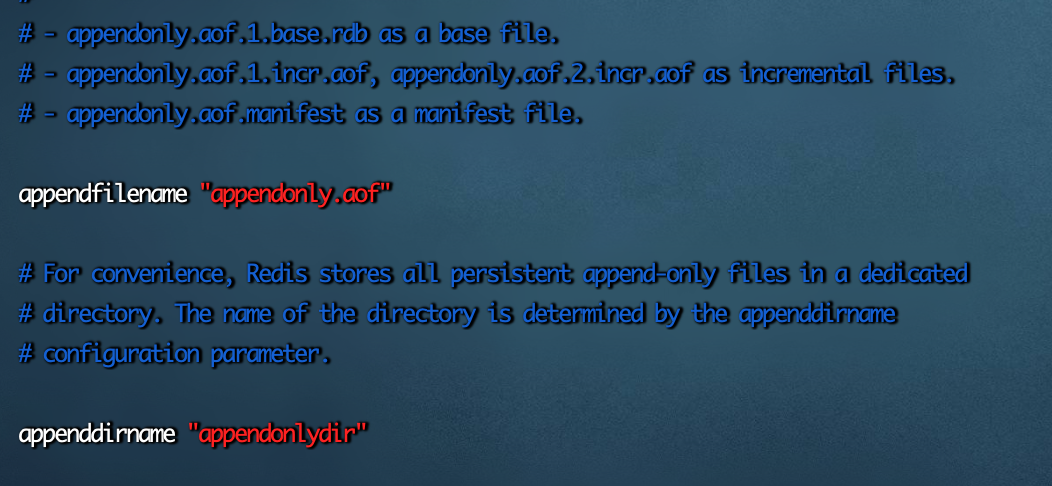 # - appendonly.aof.1.base.rdb as a base file.
# - appendonly.aof.1.incr.aof, appendonly.aof.2.incr.aof as incremental files.
# - appendonly.aof.manifest as a manifest file.
appendfilename "appendonly.aof"
# For convenience, Redis stores all persistent append-only files in a dedicated
# directory. The name of the directory is determined by the appenddirname
# configuration parameter.
appenddirname "appendonlydir"